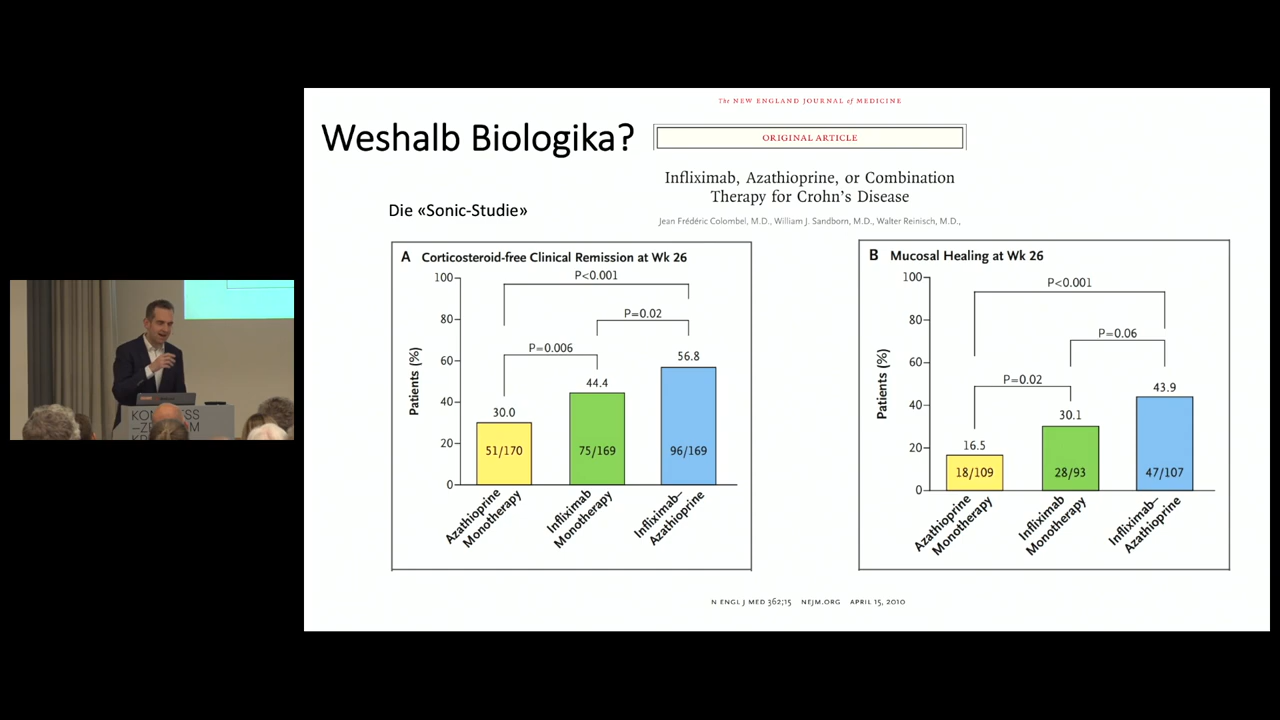 The NEW ENGLAND JOURNAL of MEDICINE
Weshalb Biologika?
ORIGINAL ARTICLE
Infliximab, Azathioprine, or Combination
Therapy for Crohn's Disease
Jean Frédéric Colombel, M.D., William J. Sandborn, M.D., Walter Reinisch, M.D.,
Die «Sonic-Studie»
A Corticosteroid-free Clinical Remission at Wk 26
P<0.001
P=0.02
P=0.006
Patients (%)
100
80
60
40
20
0
30.0
44.4
56.8
51/170
75/169
96/169
Azathioprine
Monotherapy
Infliximab
Monotherapy
Infliximab–
Azathioprine
B Mucosal Healing at Wk 26
P<0.001
P=0.06
P=0.02
Patients (%)
100
80
60
40
20
0
16.5
30.1
43.9
18/109
28/93
47/107
Azathioprine
Monotherapy
Infliximab
Monotherapy
Infliximab–
Azathioprine
N ENGL J MED 362;15 NEJM.ORG APRIL 15, 2010